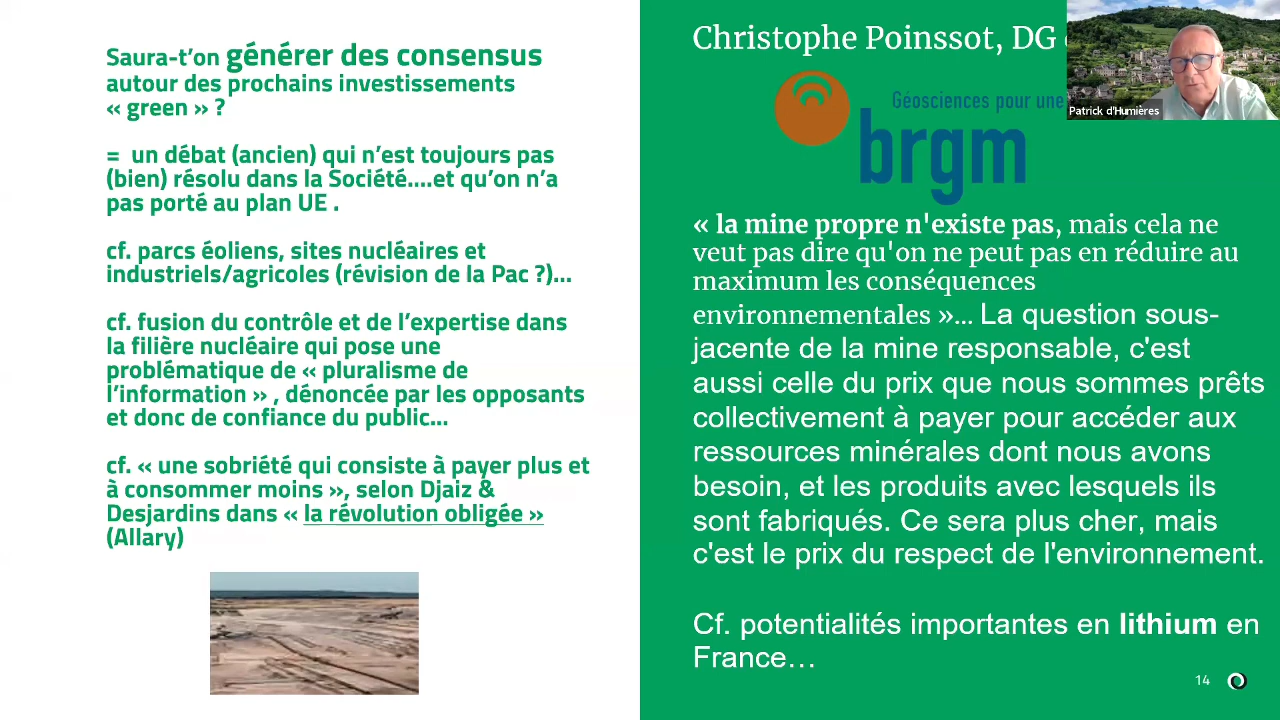 Saura-t’on générer des consensus
autour des prochains investissements
« green » ?
= un débat (ancien) qui n’est toujours pas
(bien) résolu dans la Société....et qu’on n’a
pas porté au plan UE .
cf. parcs éoliens, sites nucléaires et
industriels/agricoles (révision de la Pac ?)...
cf. fusion du contrôle et de l’expertise dans
la filière nucléaire qui pose une
problématique de « pluralisme de
l’information » , dénoncée par les opposants
et donc de confiance du public...
cf. « une sobriété qui consiste à payer plus et
à consommer moins », selon Djaiz &
Desjardins dans « la révolution obligée »
(Allary)
Christophe Poinssot, DG
Géosciences pour une
brgm
Patrick d'Humières
« la mine propre n'existe pas, mais cela ne
veut pas dire qu'on ne peut pas en réduire au
maximum les conséquences
environnementales »... La question sous-
jacente de la mine responsable, c'est
aussi celle du prix que nous sommes prêts
collectivement à payer pour accéder aux
ressources minérales dont nous avons
besoin, et les produits avec lesquels ils
sont fabriqués. Ce sera plus cher, mais
c'est le prix du respect de l'environnement.
Cf. potentialités importantes en lithium en
France…
14